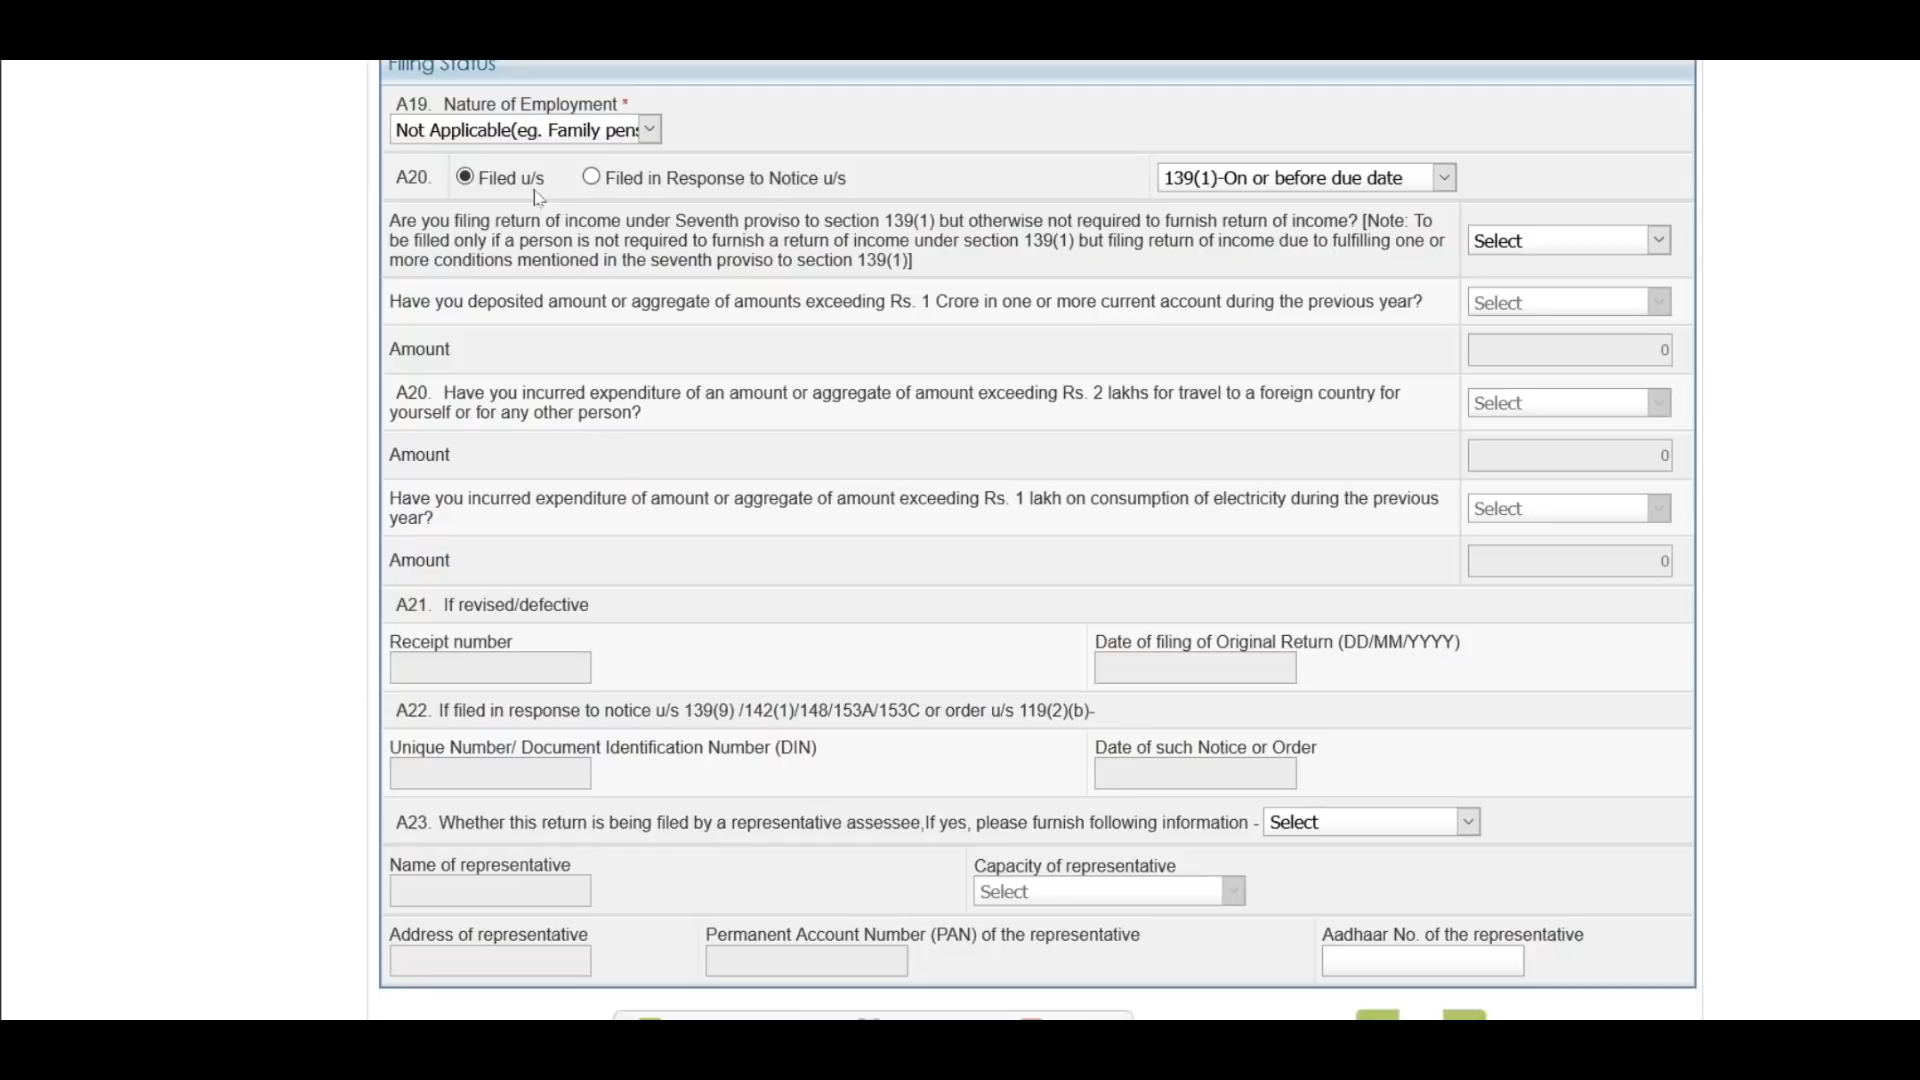 Filing Status
A19. Nature of Employment *
Not Applicable(eg. Family pens
A20. Filed u/s Filed in Response to Notice u/s 139(1)-On or before due date
Are you filing return of income under Seventh proviso to section 139(1) but otherwise not required to furnish return of income? [Note: To
be filled only if a person is not required to furnish a return of income under section 139(1) but filing return of income due to fulfilling one or
more conditions mentioned in the seventh proviso to section 139(1)]
Select
Have you deposited amount or aggregate of amounts exceeding Rs. 1 Crore in one or more current account during the previous year? Select
Amount 0
A20. Have you incurred expenditure of an amount or aggregate of amount exceeding Rs. 2 lakhs for travel to a foreign country for
yourself or for any other person?
Select
Amount 0
Have you incurred expenditure of amount or aggregate of amount exceeding Rs. 1 lakh on consumption of electricity during the previous
year?
Select
Amount 0
A21. If revised/defective
Receipt number Date of filing of Original Return (DD/MM/YYYY)
A22. If filed in response to notice u/s 139(9) /142(1)/148/153A/153C or order u/s 119(2)(b)-
Unique Number/ Document Identification Number (DIN) Date of such Notice or Order
A23. Whether this return is being filed by a representative assessee,If yes, please furnish following information - Select
Name of representative Capacity of representative
Select
Address of representative Permanent Account Number (PAN) of the representative Aadhaar No. of the representative